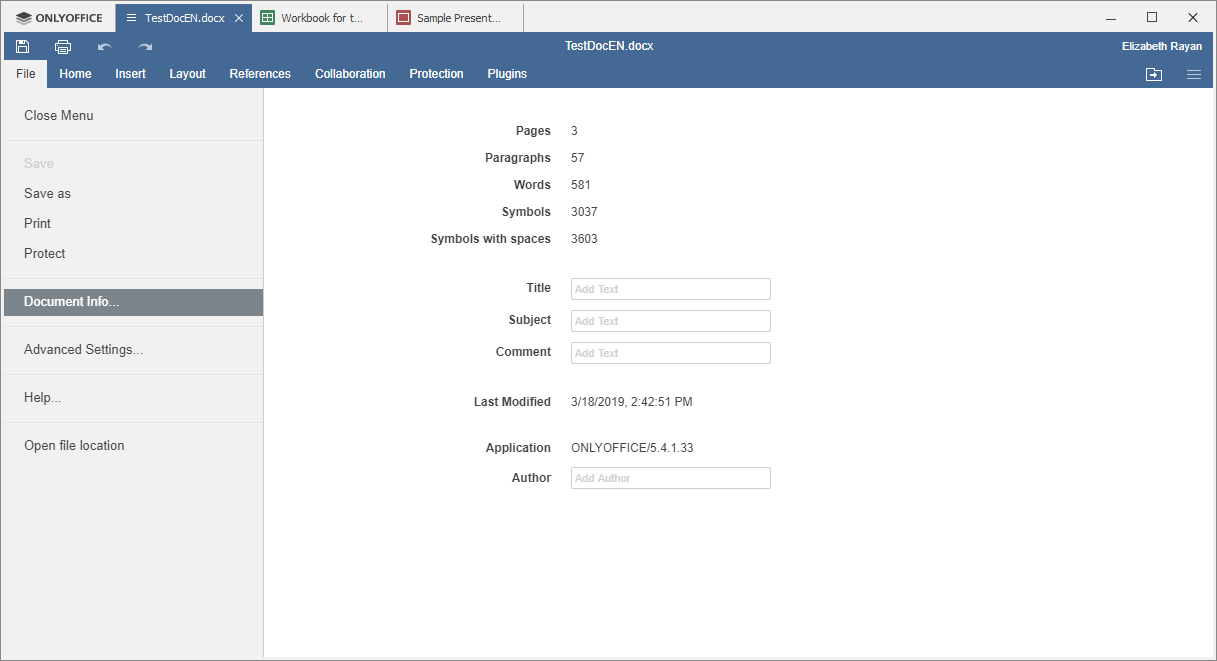 ONLYOFFICE TestDocEN.docx Workbook for t... Sample Present...
TestDocEN.docx Elizabeth Rayan
File Home Insert Layout References Collaboration Protection Plugins
Close Menu
Save
Save as
Print
Protect
Document Info...
Advanced Settings...
Help...
Open file location
Pages 3
Paragraphs 57
Words 581
Symbols 3037
Symbols with spaces 3603
Title Add Text
Subject Add Text
Comment Add Text
Last Modified 3/18/2019, 2:42:51 PM
Application ONLYOFFICE/5.4.1.33
Author Add Author